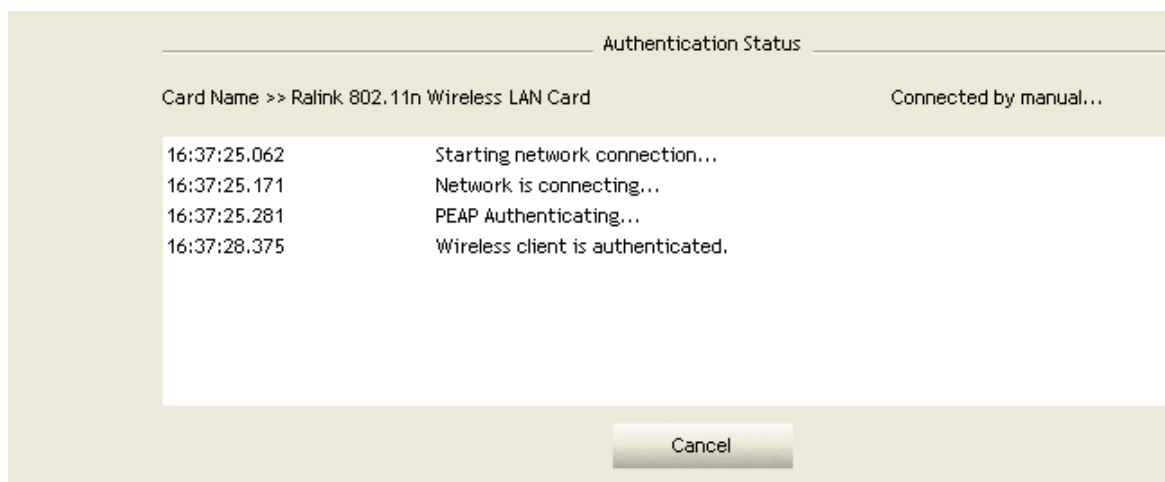 Authentication Status
Card Name >> Ralink 802.11n Wireless LAN Card Connected by manual...
16:37:25.062 Starting network connection...
16:37:25.171 Network is connecting...
16:37:25.281 PEAP Authenticating...
16:37:28.375 Wireless client is authenticated.
Cancel